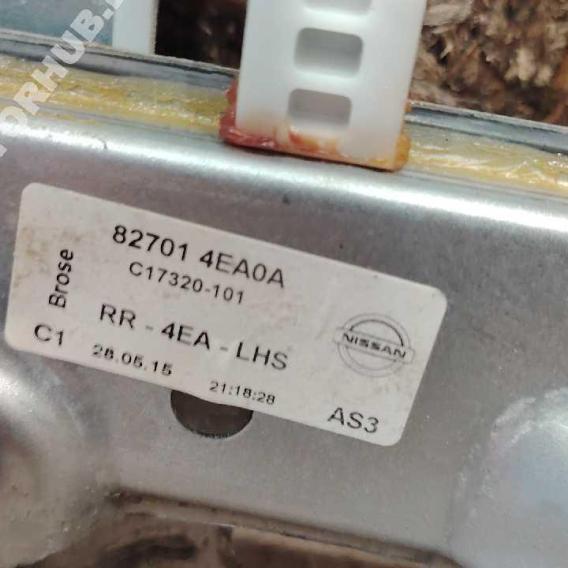 82701 4EA0A
C17320-101
Brose
RR - 4EA - LHS
NISSAN
C1 28.05.15 21:18:28 AS3